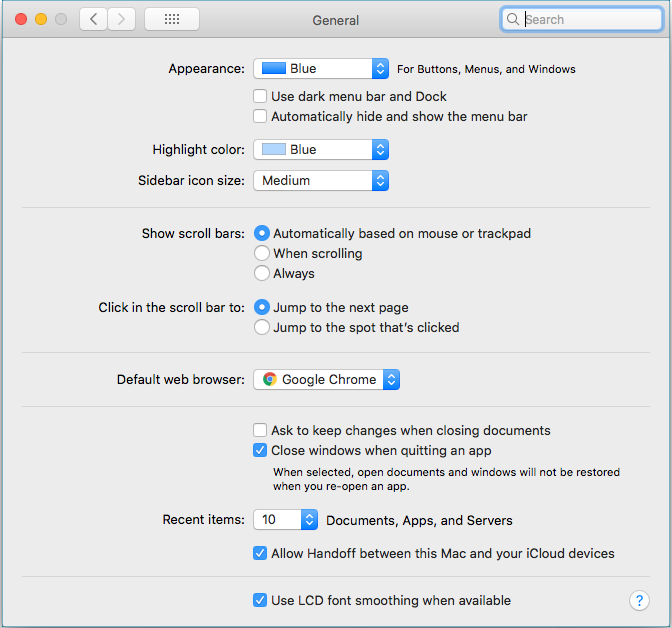 General
Search
Appearance: Blue For Buttons, Menus, and Windows
Use dark menu bar and Dock
Automatically hide and show the menu bar
Highlight color: Blue
Sidebar icon size: Medium
Show scroll bars: Automatically based on mouse or trackpad
When scrolling
Always
Click in the scroll bar to: Jump to the next page
Jump to the spot that's clicked
Default web browser: Google Chrome
Ask to keep changes when closing documents
Close windows when quitting an app
When selected, open documents and windows will not be restored
when you re-open an app.
Recent items: 10 Documents, Apps, and Servers
Allow Handoff between this Mac and your iCloud devices
Use LCD font smoothing when available
?